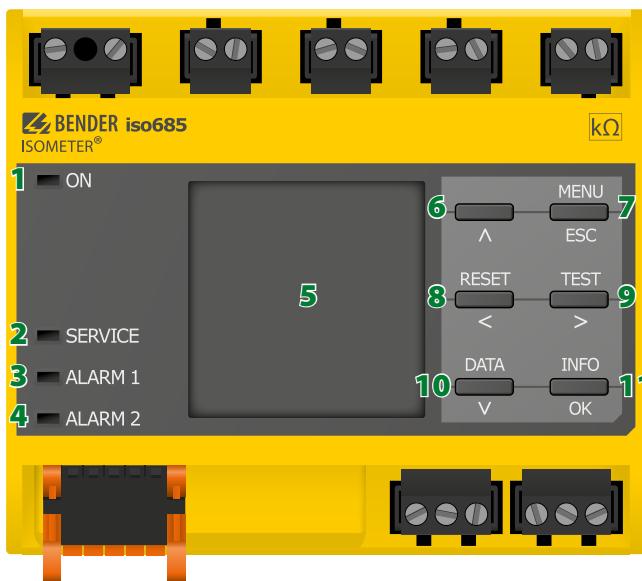 BENDER iso685
ISOMETER®
kΩ
1 ON
2 SERVICE
3 ALARM 1
4 ALARM 2
5
6
∧
MENU
7
ESC
RESET
8
<
TEST
9
>
DATA
10
∨
INFO
11
OK